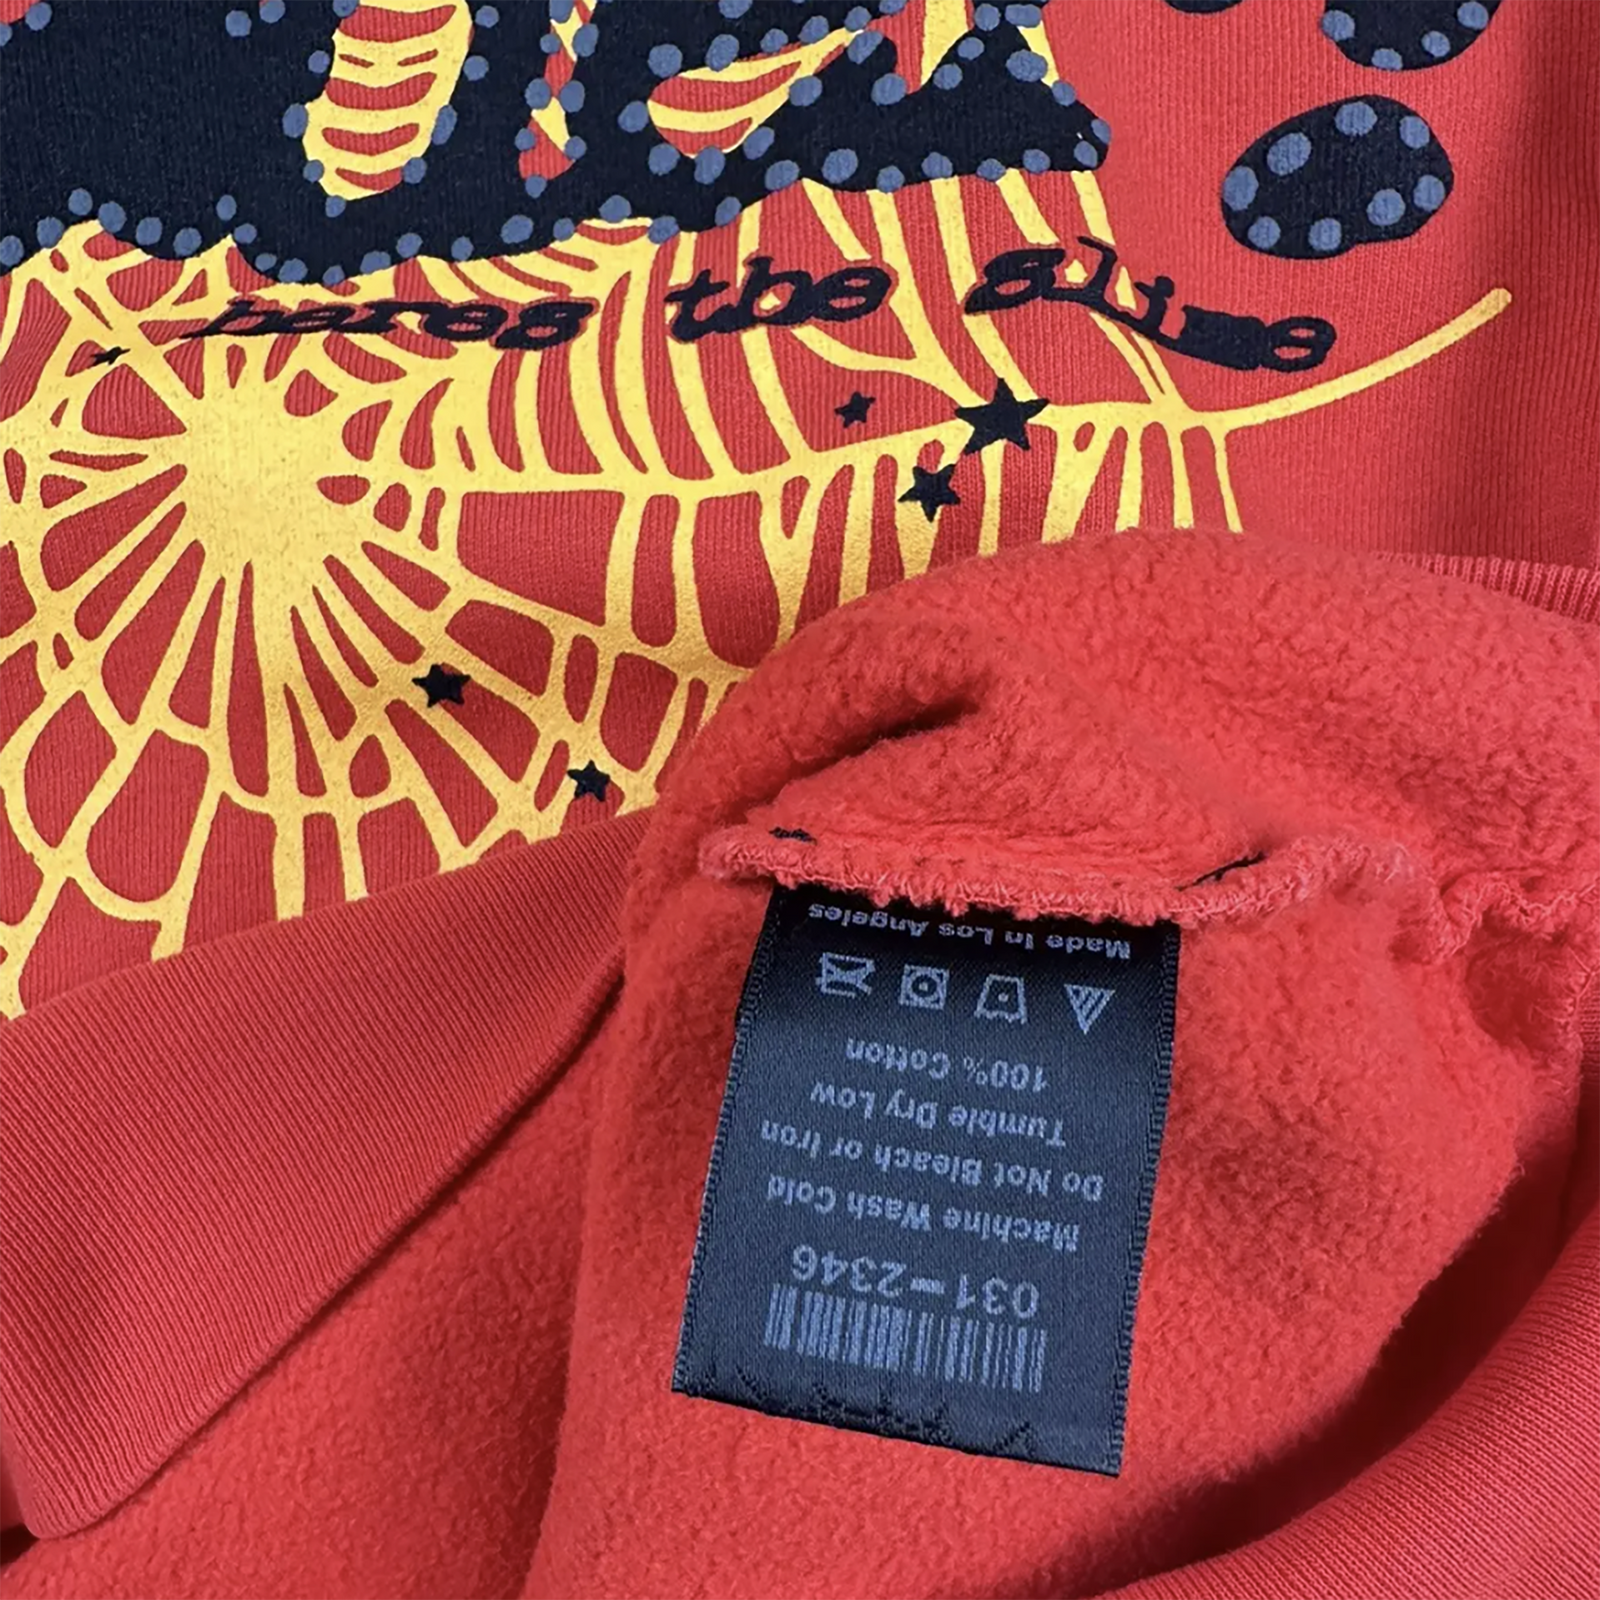 heres the slime
031-2346
Machine Wash Cold
Do Not Bleach or Iron
Tumble Dry Low
100% Cotton
Made In Los Angeles